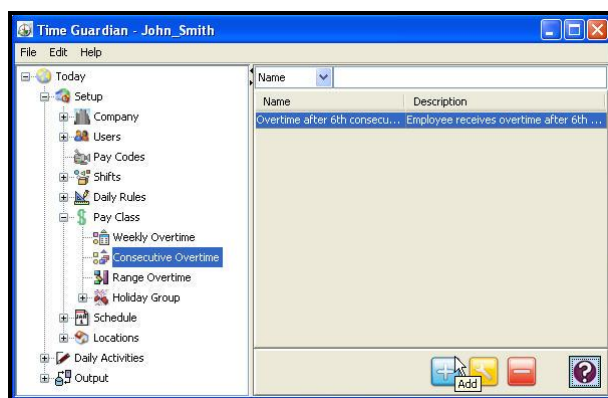 Time Guardian - John_Smith
File Edit Help
Today
Setup
Company
Users
Pay Codes
Shifts
Daily Rules
Pay Class
Weekly Overtime
Consecutive Overtime
Range Overtime
Holiday Group
Schedule
Locations
Daily Activities
Output
Name
Name Description
Overtime after 6th consecu... Employee receives overtime after 6th ...
Add